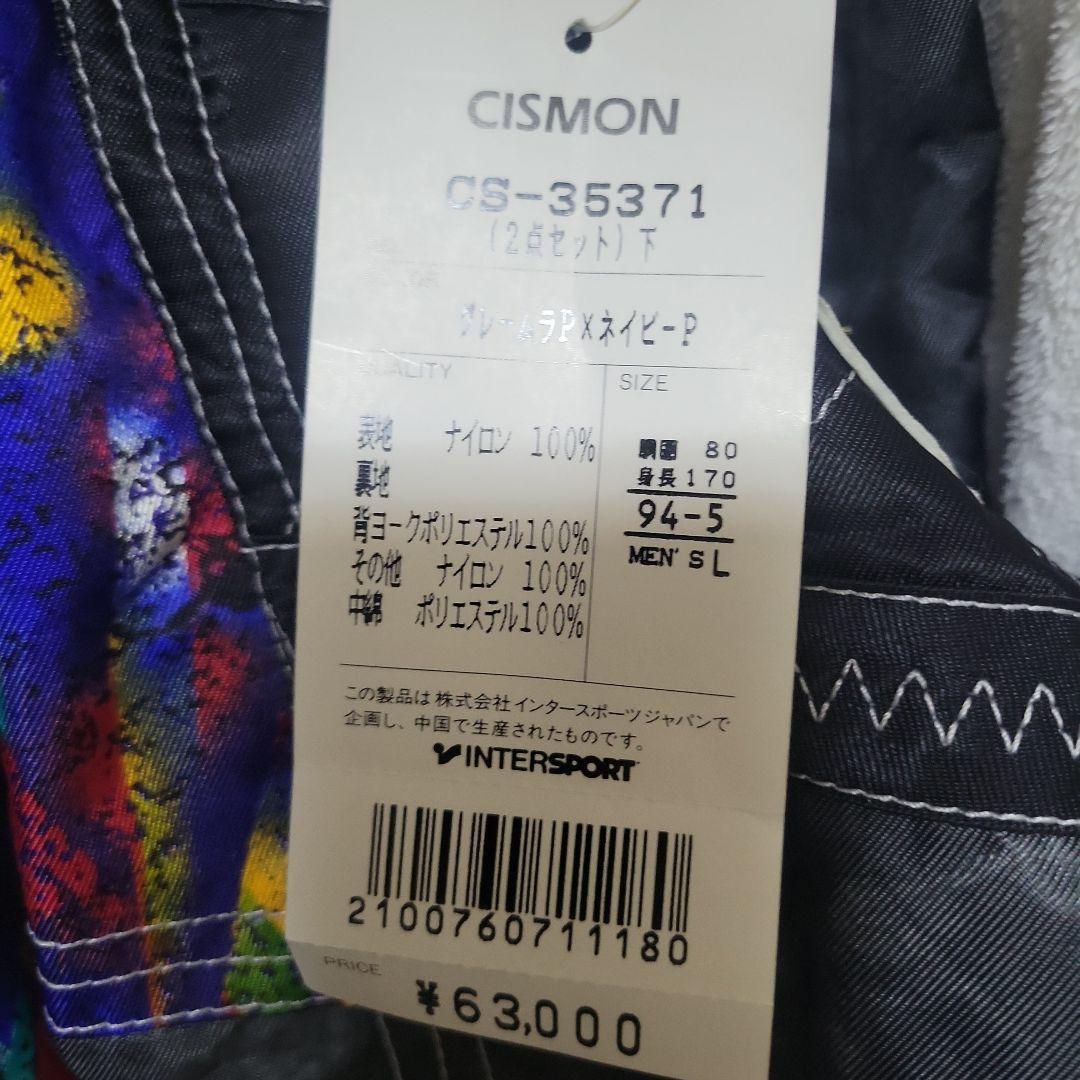 CISMON
CS-35371
(2点セット)下
グレームラP×ネイビーP
QUALITY
SIZE
表地 ナイロン 100%
裏地
背ヨークポリエステル100%
その他 ナイロン 100%
中綿 ポリエステル100%
胴囲 80
身長170
94-5
MEN'S L
この製品は株式会社インタースポーツジャパンで
企画し、中国で生産されたものです。
INTERSPORT
2100760711180
PRICE
¥63,000